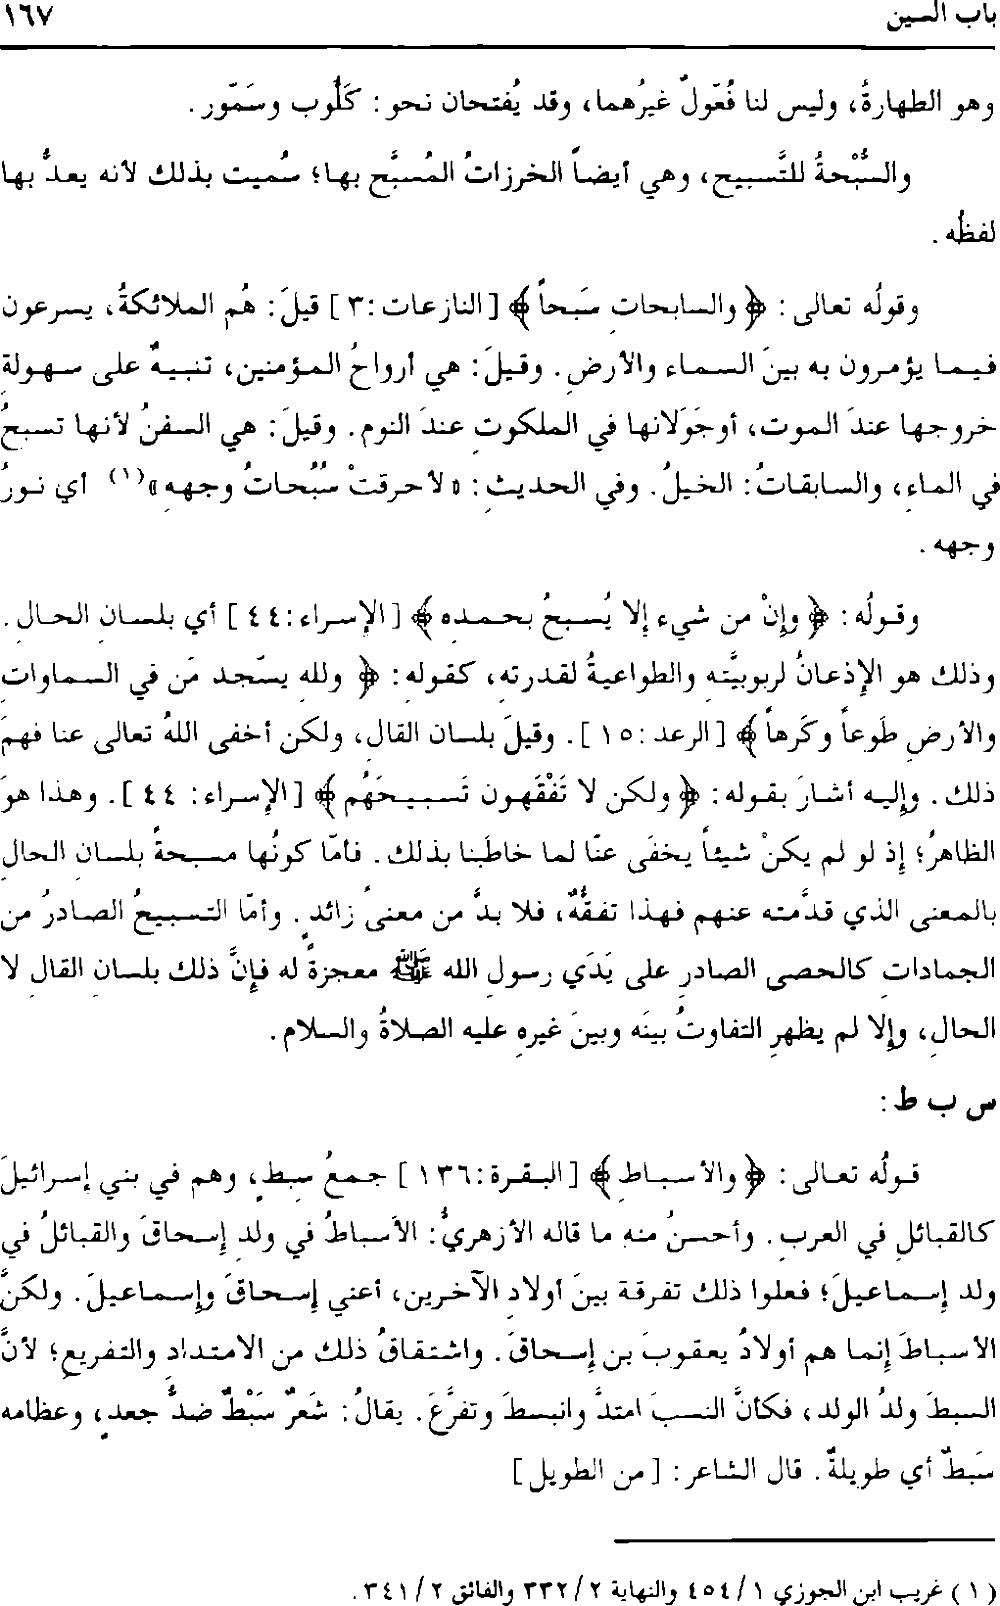 باب السين ١٦٧
وهو الطهارةُ، وليس لنا فُعّولٌ غيرُهما، وقد يُفتحان نحو: كَلُّوب وسَمّور.
والسُّبْحةُ للتَّسبيح، وهي أيضاً الخرزاتُ المُسبَّح بها؛ سُميت بذلك لأنه يعدُّ بها
لفظُه.
وقولُه تعالى: ﴿والسابحاتِ سَبحاً﴾ [النازعات:٣] قيلَ: هُم الملائكةُ، يسرعون
فيما يؤمرون به بينَ السماء والأرضِ. وقيلَ: هي أرواحُ المؤمنين، تنبيهٌ على سهولةِ
خروجها عندَ الموت، أوجَوَلانها في الملكوتِ عندَ النوم. وقيلَ: هي السفنُ لأنها تسبحُ
في الماءِ، والسابقاتُ: الخيلُ. وفي الحديثِ: «لأحرقتْ سُبُحاتُ وجههِ»(١) أي نورُ
وجهه.
وقولُه: ﴿وإنْ من شيء إلا يُسبحُ بحمده﴾ [الإسراء:٤٤] أي بلسانِ الحالِ.
وذلك هو الإذعانُ لربوبيَّتهِ والطواعيةُ لقدرتهِ، كقوله: ﴿ولله يسّجد مَن في السماواتِ
والأرضِ طَوعاً وكَرهاً﴾ [الرعد:١٥]. وقيلَ بلسان القالِ، ولكن أخفى اللهُ تعالى عنا فهمَ
ذلك. وإليه أشارَ بقوله: ﴿ولكن لا تَفْقَهون تَسبيحَهُم﴾ [الإسراء: ٤٤]. وهذا هوَ
الظاهرُ؛ إذ لو لم يكنْ شيئاً يخفَى عنّا لما خاطَبنا بذلك. فأمّا كونُها مسبحةً بلسانِ الحالِ
بالمعنى الذي قدَّمته عنهم فهذا تفقُّهٌ، فلا بدَّ من معنىً زائدٍ. وأمّا التسبيحُ الصادرُ من
الجماداتِ كالحصى الصادرِ على يَدَي رسولِ الله ﷺ معجزةً له فإنَّ ذلك بلسانِ القالِ لا
الحالِ، وإلا لم يظهرِ التفاوتُ بينَه وبينَ غيرهِ عليه الصلاةُ والسلام.
س ب ط:
قولُه تعالى: ﴿والأسباطِ﴾ [البقرة:١٣٦] جمعُ سِبطٍ، وهم في بني إسرائيلَ
كالقبائلِ في العربِ. وأحسنُ منه ما قاله الأزهريُّ: الأَسباطُ في ولدِ إسحاقَ والقبائلُ في
ولد إسماعيلَ؛ فعلوا ذلك تفرقة بينَ أولادِ الآخرين، أعني إسحاقَ وإسماعيلَ. ولكنَّ
الأسباطَ إنما هم أولادُ يعقوبَ بن إسحاقَ. واشتقاقُ ذلك من الامتدادِ والتفريعِ؛ لأنَّ
السبطَ ولدُ الولد، فكأنَّ النسبَ امتدَّ وانبسطَ وتفرَّعَ. يقالُ: شَعرٌ سَبْطٌ ضدُّ جعدٍ، وعظامه
سَبطٌ أي طويلةٌ. قال الشاعر: [من الطويل]
(١) غريب ابن الجوزي ١/٤٥٤ والنهاية ٢/٣٣٢ والفائق ٢/٣٤١.